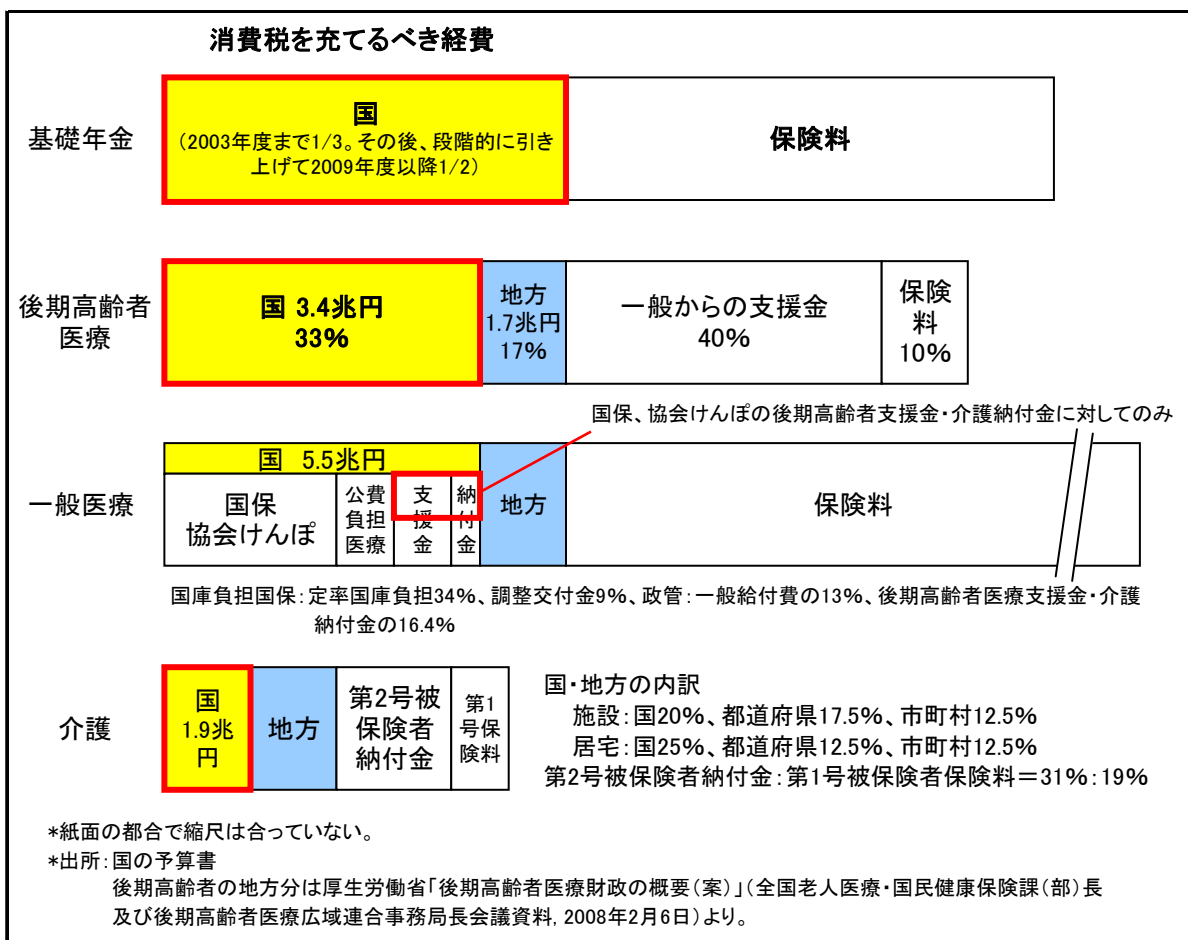 消費税を充てるべき経費
基礎年金
国
(2003年度まで1/3。その後、段階的に引き
上げて2009年度以降1/2)
保険料
後期高齢者
医療
国 3.4兆円
33%
地方
1.7兆円
17%
一般からの支援金
40%
保険
料
10%
国保、協会けんぽの後期高齢者支援金・介護納付金に対してのみ
一般医療
国 5.5兆円
国保
協会けんぽ
公費
負担
医療
支
援
金
納
付
金
地方
保険料
国庫負担国保:定率国庫負担34%、調整交付金9%、政管:一般給付費の13%、後期高齢者医療支援金・介護
納付金の16.4%
介護
国
1.9兆
円
地方
第2号被
保険者
納付金
第1
号保
険料
国・地方の内訳
施設:国20%、都道府県17.5%、市町村12.5%
居宅:国25%、都道府県12.5%、市町村12.5%
第2号被保険者納付金:第1号被保険者保険料=31%:19%
*紙面の都合で縮尺は合っていない。
*出所:国の予算書
後期高齢者の地方分は厚生労働省「後期高齢者医療財政の概要(案)」(全国老人医療・国民健康保険課(部)長
及び後期高齢者医療広域連合事務局長会議資料, 2008年2月6日)より。